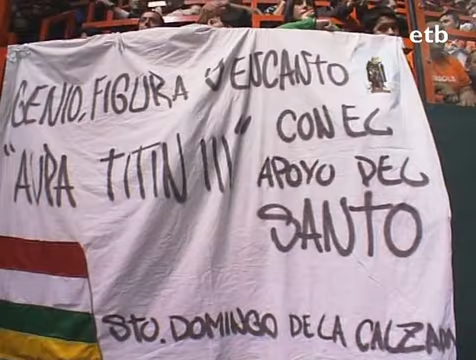 etb
GENIO, FIGURA Y ENCANTO
"AUPA TITIN III"
CON EL
APOYO DEL
SANTO
STO. DOMINGO DE LA CALZADA